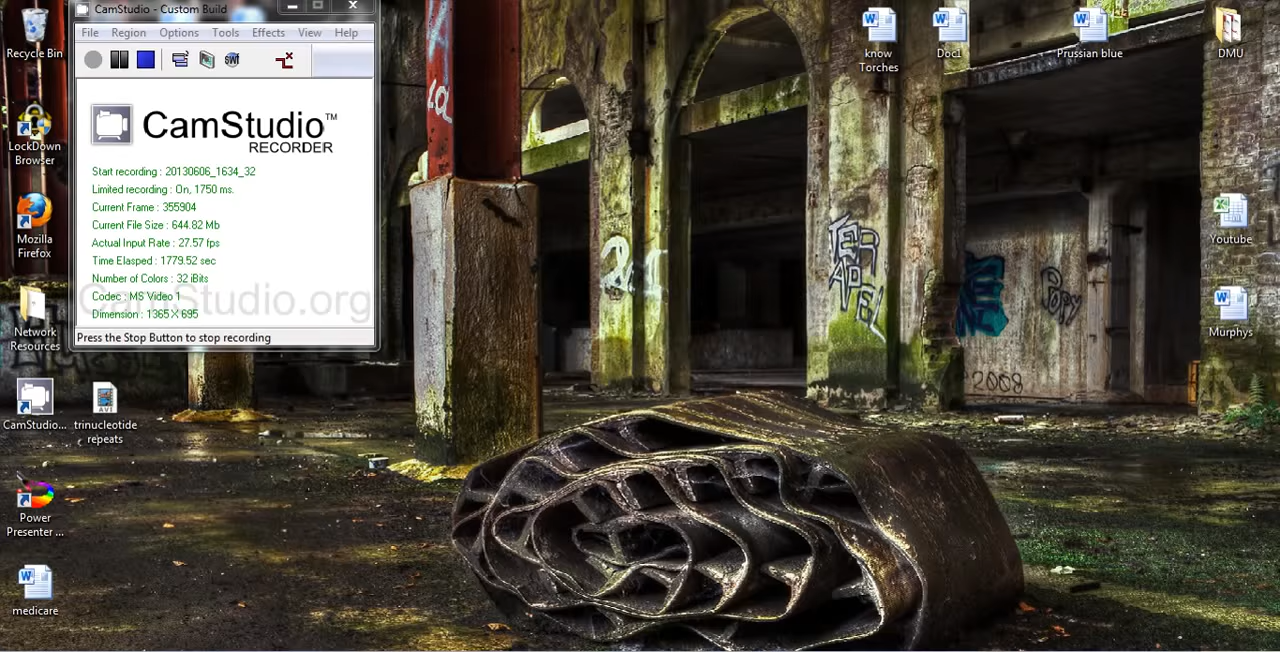 CamStudio - Custom Build
File Region Options Tools Effects View Help
SWF
CamStudio™
RECORDER
Start recording : 20130606_1634_32
Limited recording : On, 1750 ms.
Current Frame : 355904
Current File Size : 644.82 Mb
Actual Input Rate : 27.57 fps
Time Elasped : 1779.52 sec
Number of Colors : 32 iBits
Codec : MS Video 1
Dimension : 1365 X 695
CamStudio.org
Press the Stop Button to stop recording
Recycle Bin
LockDown
Browser
Mozilla
Firefox
Network
Resources
CamStudio...
AVI
trinucleotide
repeats
Power
Presenter ...
medicare
know
Torches
Doc1
Prussian blue
DMU
Youtube
Murphys
2008